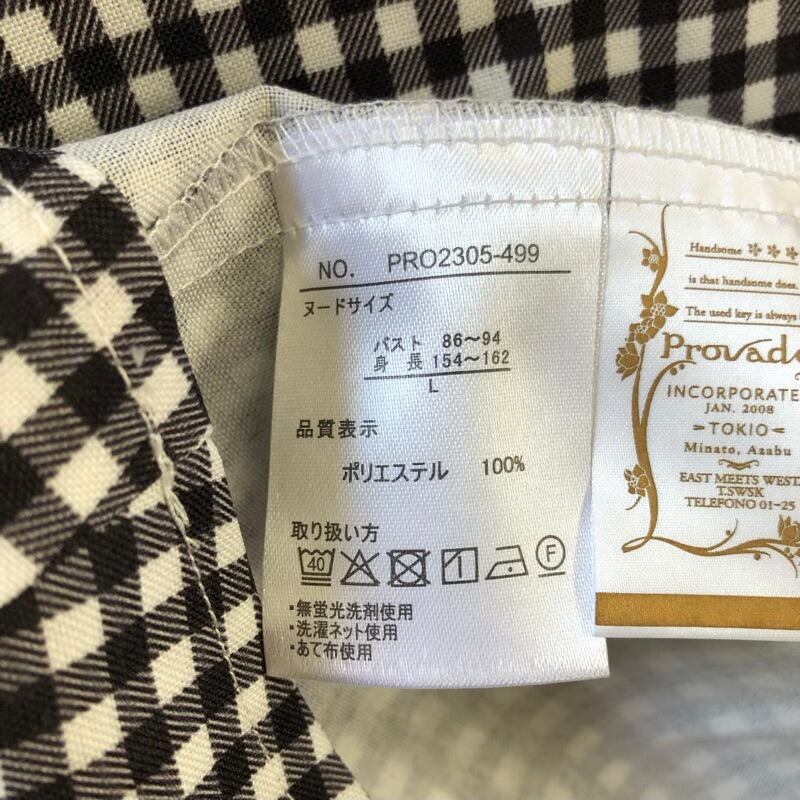 NO. PRO2305-499
ヌードサイズ
バスト 86～94
身長 154～162
L
品質表示
ポリエステル 100%
取り扱い方
40 1 F
・無蛍光洗剤使用
・洗濯ネット使用
・あて布使用
Handsome
is that handsome does.
The used key is always
Provado
INCORPORATE
JAN. 2008
TOKIO
Minato, Azabu
EAST MEETS WEST
T.SWSK
TELEFONO 01-25